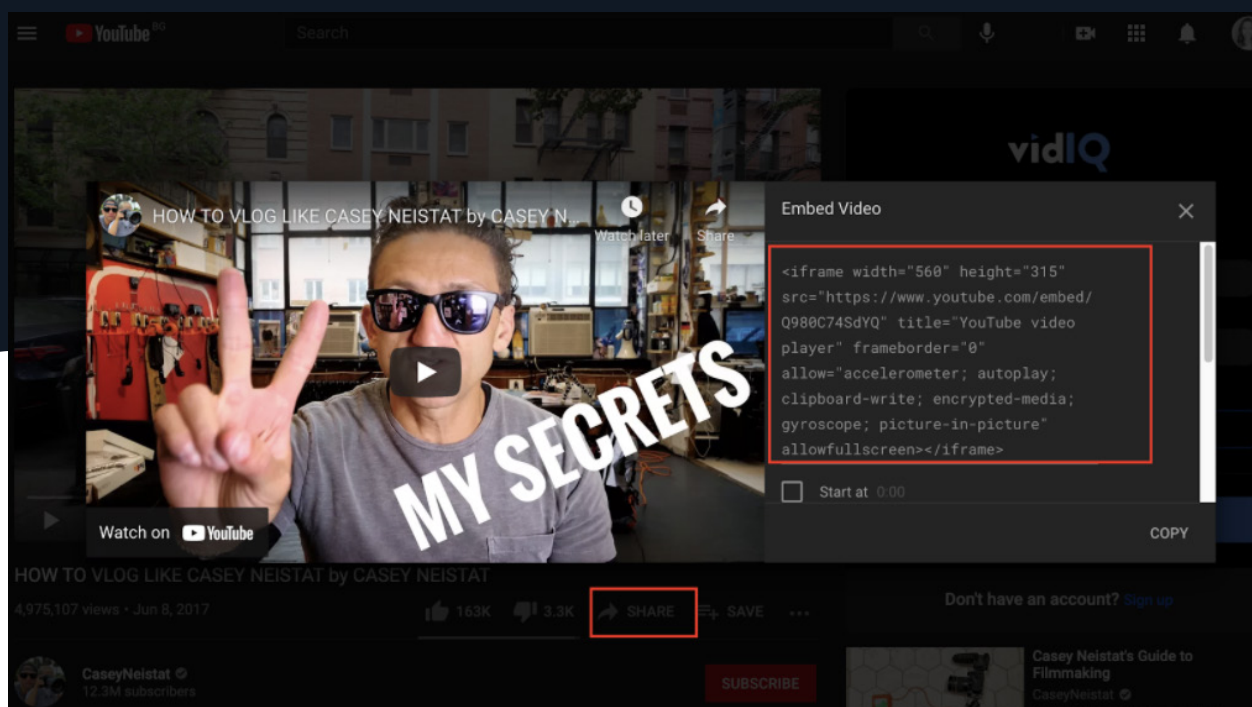 YouTube BG
Search
vidIQ
HOW TO VLOG LIKE CASEY NEISTAT by CASEY N...
Watch later
Share
MY SECRETS
Watch on YouTube
Embed Video
<iframe width="560" height="315"
src="https://www.youtube.com/embed/
Q980C74SdYQ" title="YouTube video
player" frameborder="0"
allow="accelerometer; autoplay;
clipboard-write; encrypted-media;
gyroscope; picture-in-picture"
allowfullscreen></iframe>
Start at 0:00
COPY
HOW TO VLOG LIKE CASEY NEISTAT by CASEY NEISTAT
4,975,107 views • Jun 8, 2017
163K
3.3K
SHARE
SAVE
CaseyNeistat
12.3M subscribers
SUBSCRIBE
Don't have an account? Sign up
Casey Neistat's Guide to
Filmmaking
CaseyNeistat